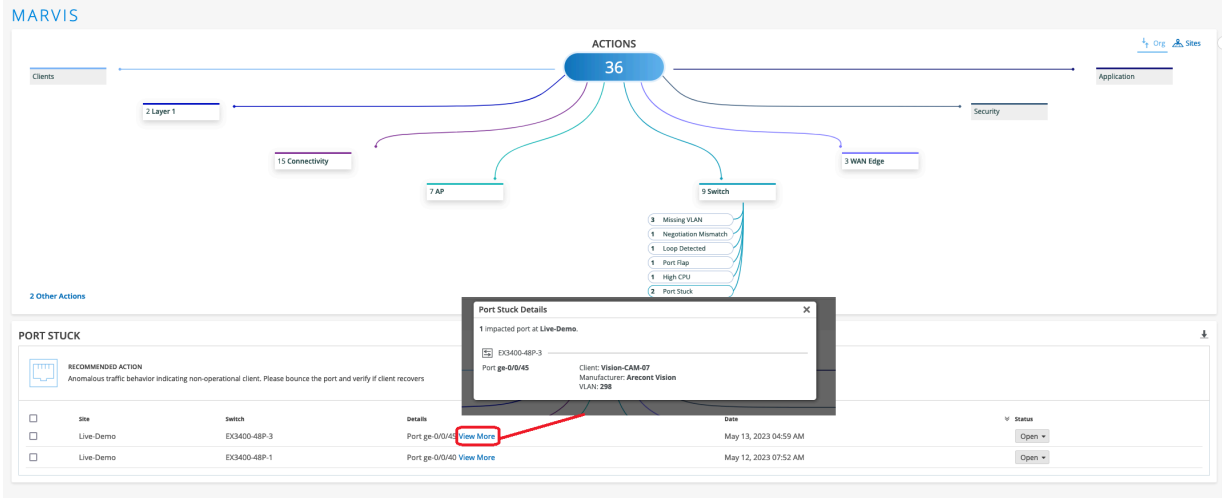 MARVIS
ACTIONS
36
Org Sites
Clients
Application
2 Layer 1
Security
15 Connectivity
3 WAN Edge
7 AP
9 Switch
3 Missing VLAN
1 Negotiation Mismatch
1 Loop Detected
1 Port Flap
1 High CPU
2 Port Stuck
2 Other Actions
Port Stuck Details
1 impacted port at Live-Demo.
EX3400-48P-3
Port ge-0/0/45 Client: Vision-CAM-07
Manufacturer: Arecont Vision
VLAN: 298
PORT STUCK
RECOMMENDED ACTION
Anomalous traffic behavior indicating non-operational client. Please bounce the port and verify if client recovers
Site Switch Details Date Status
Live-Demo EX3400-48P-3 Port ge-0/0/45 View More May 13, 2023 04:59 AM Open
Live-Demo EX3400-48P-1 Port ge-0/0/40 View More May 12, 2023 07:52 AM Open